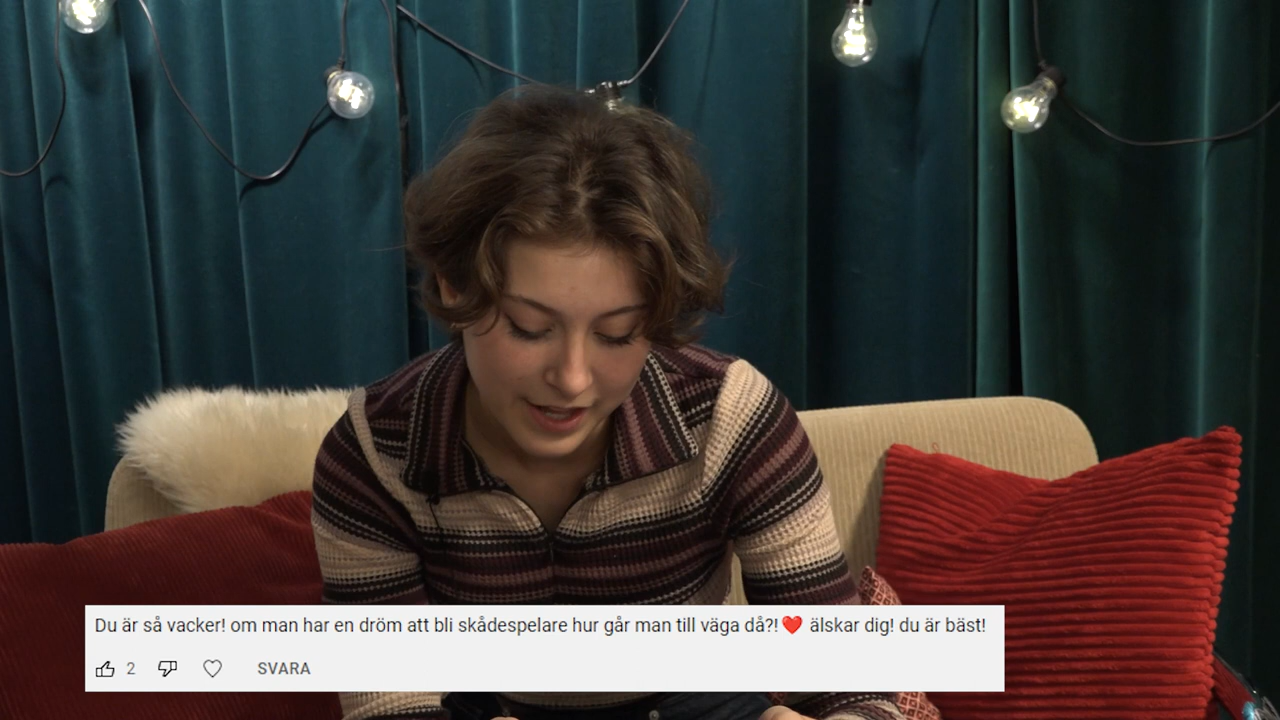 Du är så vacker! om man har en dröm att bli skådespelare hur går man till väga då?!❤️ älskar dig! du är bäst!
2 SVARA